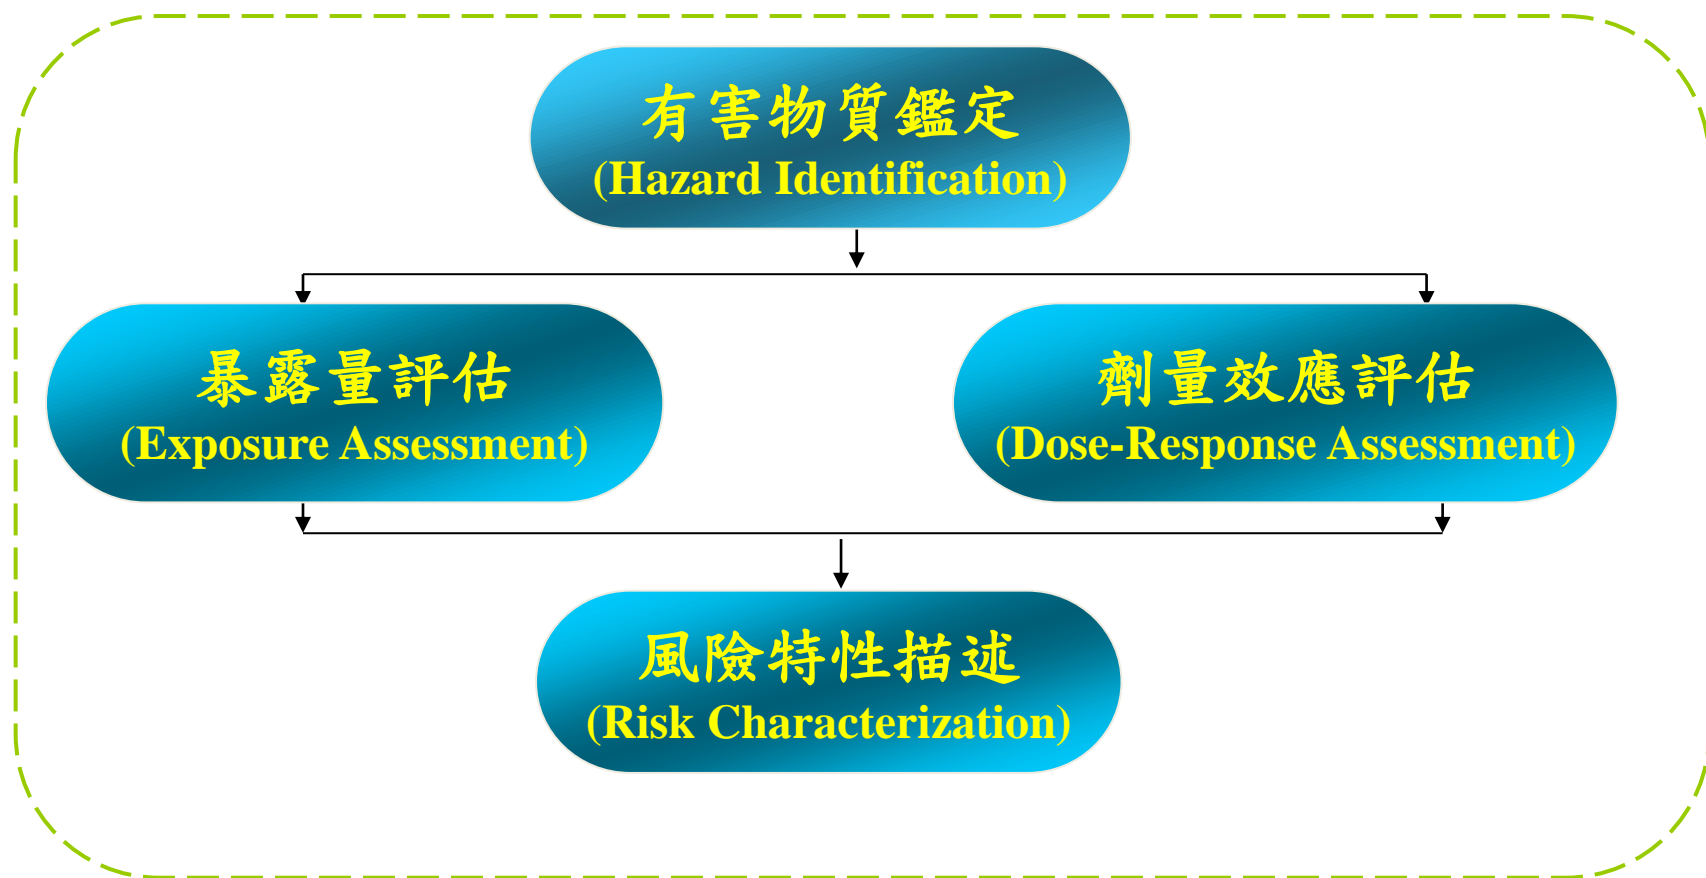 有害物質鑑定
(Hazard Identification)
暴露量評估
(Exposure Assessment)
劑量效應評估
(Dose-Response Assessment)
風險特性描述
(Risk Characterization)